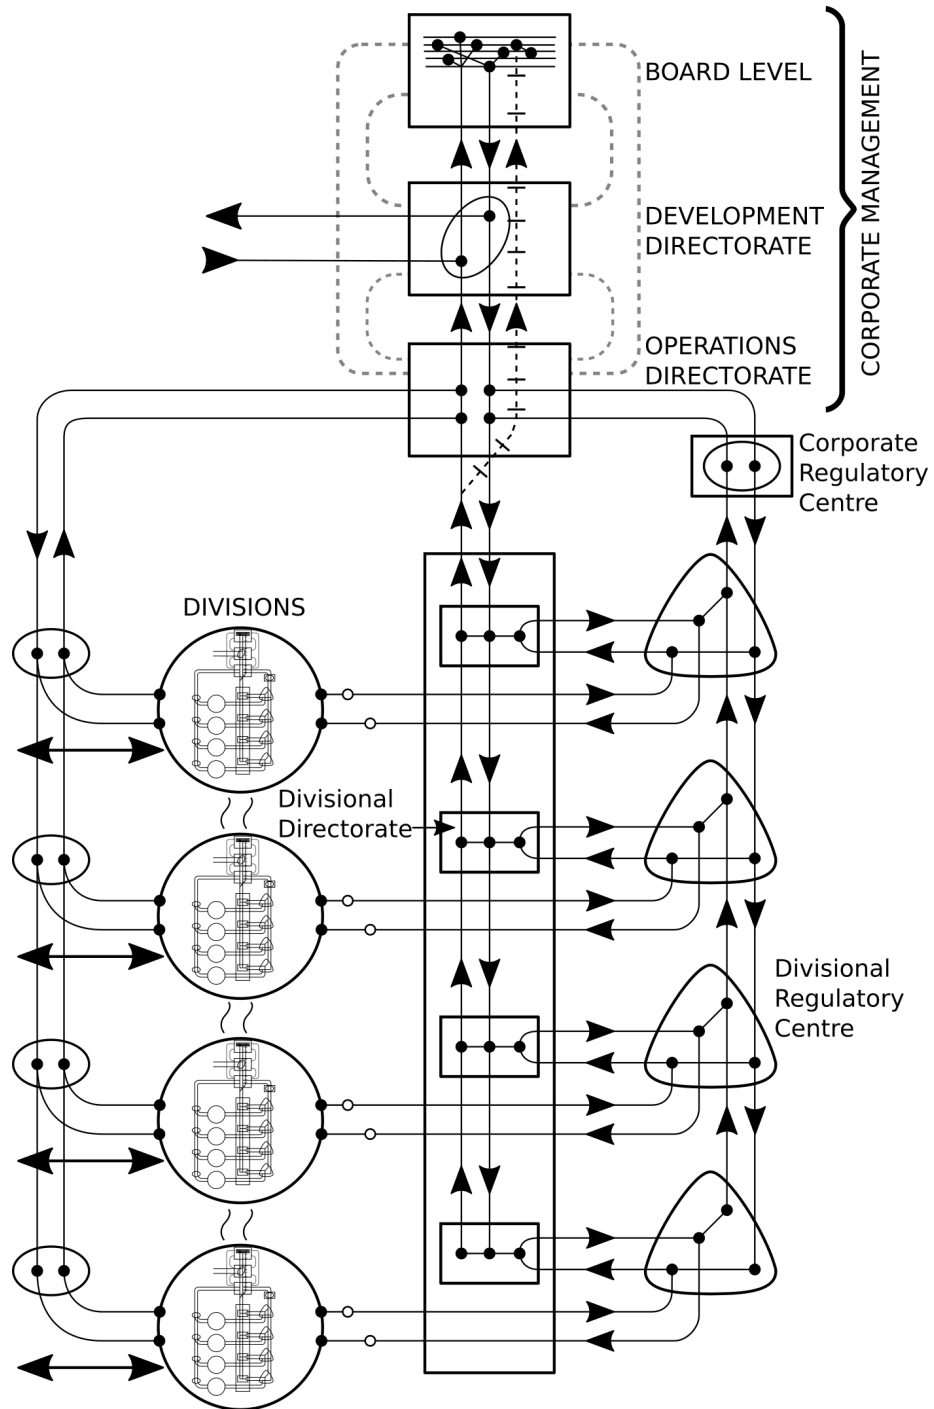 BOARD LEVEL
DEVELOPMENT
DIRECTORATE
OPERATIONS
DIRECTORATE
CORPORATE MANAGEMENT
Corporate
Regulatory
Centre
DIVISIONS
Divisional
Directorate
Divisional
Regulatory
Centre